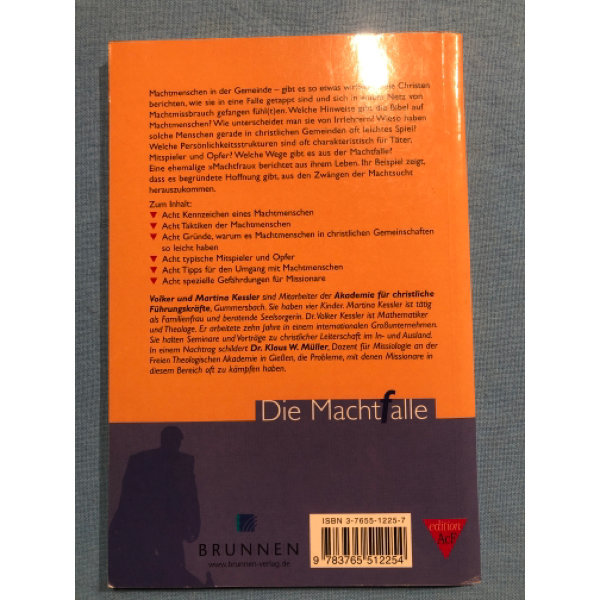 Machtmenschen in der Gemeinde – gibt es so etwas Christen
berichten, wie sie in eine Falle getappt sind und sich in Netz von
Machtmissbrauch gefangen fühl(t)en. Welche Hinweise gibt die Bibel auf
Machtmenschen? Wie unterscheidet man sie von Irrlehrern? Wieso haben
solche Menschen gerade in christlichen Gemeinden oft leichtes Spiel?
Welche Persönlichkeitsstrukturen sind oft charakteristisch für Täter,
Mitspieler und Opfer? Welche Wege gibt es aus der Machtfalle?
Eine ehemalige »Machtfrau« berichtet aus ihrem Leben. Ihr Beispiel zeigt,
dass es begründete Hoffnung gibt, aus den Zwängen der Machtsucht
herauszukommen.
Zum Inhalt:
▼ Acht Kennzeichen eines Machtmenschen
▼ Acht Taktiken der Machtmenschen
▼ Acht Gründe, warum es Machtmenschen in christlichen Gemeinschaften
so leicht haben
▼ Acht typische Mitspieler und Opfer
▼ Acht Tipps für den Umgang mit Machtmenschen
▼ Acht spezielle Gefährdungen für Missionare
Volker und Martina Kessler sind Mitarbeiter der Akademie für christliche
Führungskräfte, Gummersbach. Sie haben vier Kinder. Martina Kessler ist tätig
als Familienfrau und beratende Seelsorgerin. Dr. Volker Kessler ist Mathematiker
und Theologe. Er arbeitete zehn Jahre in einem internationalen Großunternehmen.
Sie halten Seminare und Vorträge zu christlicher Leiterschaft im In- und Ausland.
In einem Nachtrag schildert Dr. Klaus W. Müller, Dozent für Missiologie an der
Freien Theologischen Akademie in Gießen, die Probleme, mit denen Missionare in
diesem Bereich oft zu kämpfen haben.
Die Machtfalle
ISBN 3-7655-1225-7
9 783765 512254
edition
AcF
BRUNNEN
www.brunnen-verlag.de